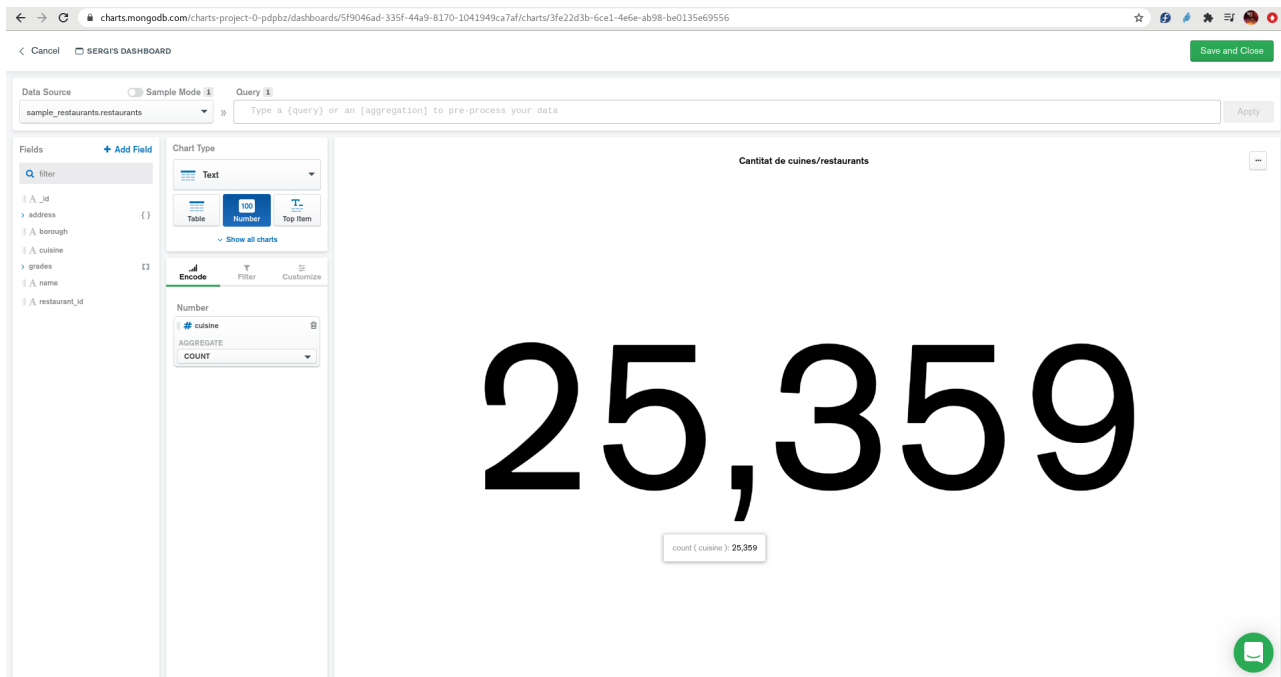 charts.mongodb.com/charts-project-0-pdpbz/dashboards/5f9046ad-335f-44a9-8170-1041949ca7af/charts/3fe22d3b-6ce1-4e6e-ab98-be0135e69556
Cancel SERGI'S DASHBOARD Save and Close
Data Source Sample Mode i Query i
sample_restaurants.restaurants » Type a {query} or an [aggregation] to pre-process your data Apply
Fields + Add Field
filter
A _id
address { }
A borough
A cuisine
grades [ ]
A name
A restaurant_id
Chart Type
Text
Table 100 Number Top Item
Show all charts
Encode Filter Customize
Number
# cuisine
AGGREGATE
COUNT
Cantitat de cuines/restaurants
...
25,359
count ( cuisine ): 25,359